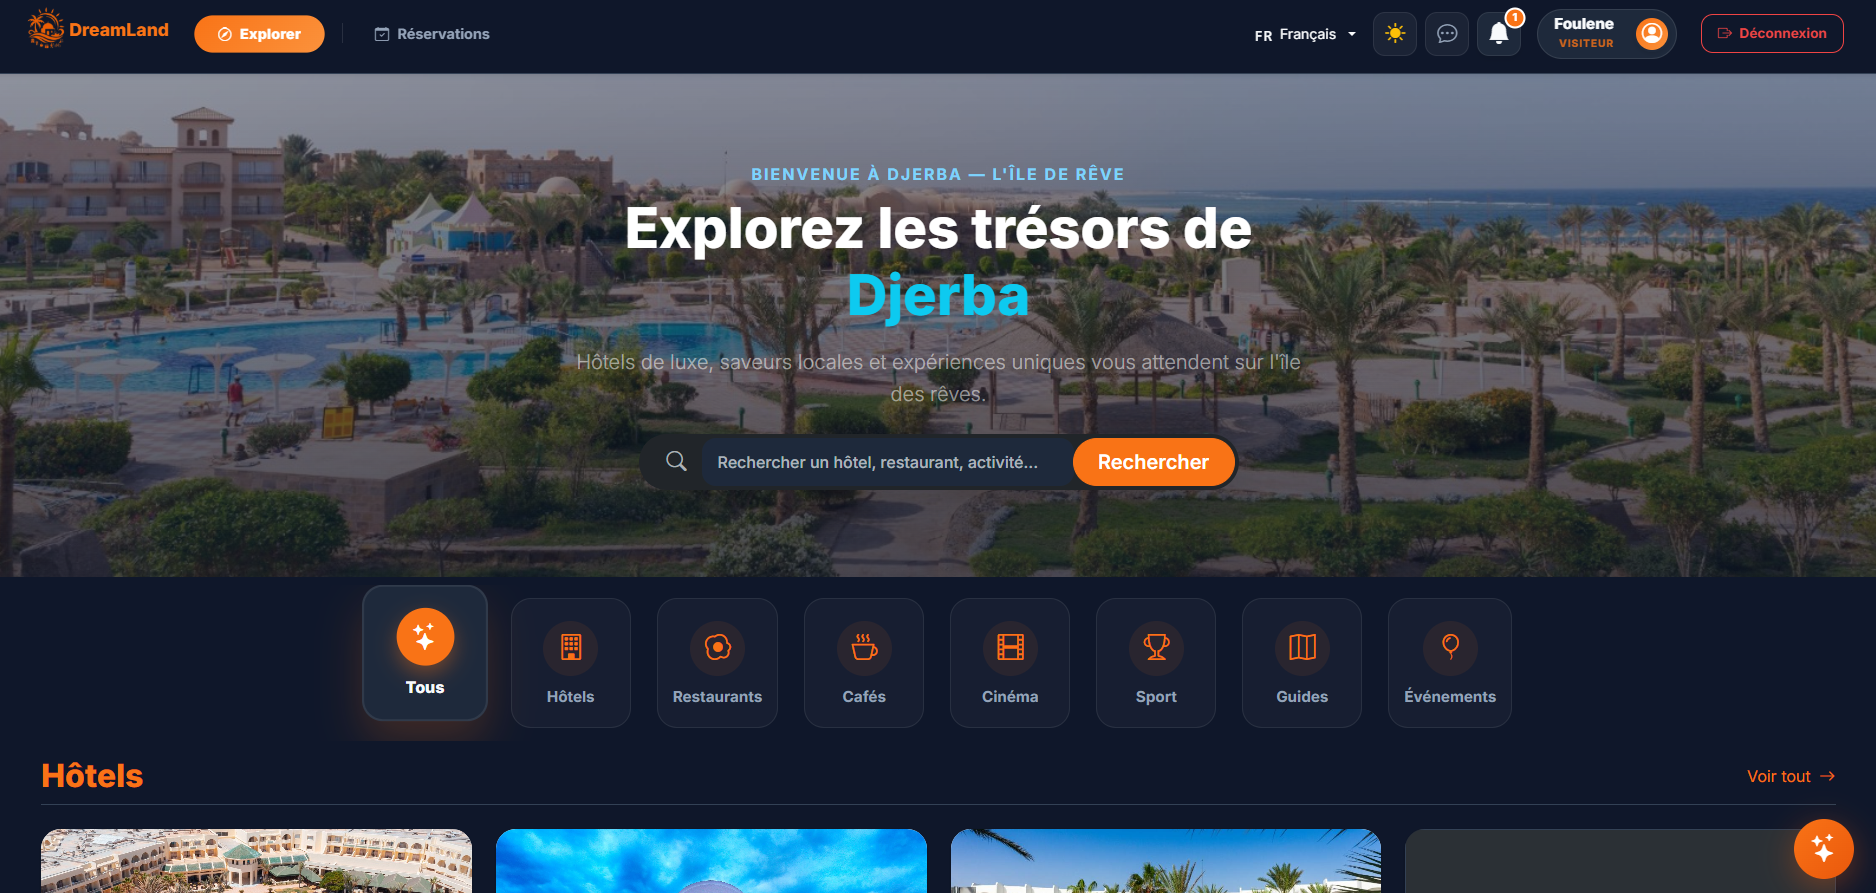 DreamLand
Explorer
Réservations
FR Français
1
Foulene
VISITEUR
Déconnexion
BIENVENUE À DJERBA — L'ÎLE DE RÊVE
Explorez les trésors de
Djerba
Hôtels de luxe, saveurs locales et expériences uniques vous attendent sur l'île
des rêves.
Rechercher un hôtel, restaurant, activité...
Rechercher
Tous
Hôtels
Restaurants
Cafés
Cinéma
Sport
Guides
Événements
Hôtels
Voir tout →